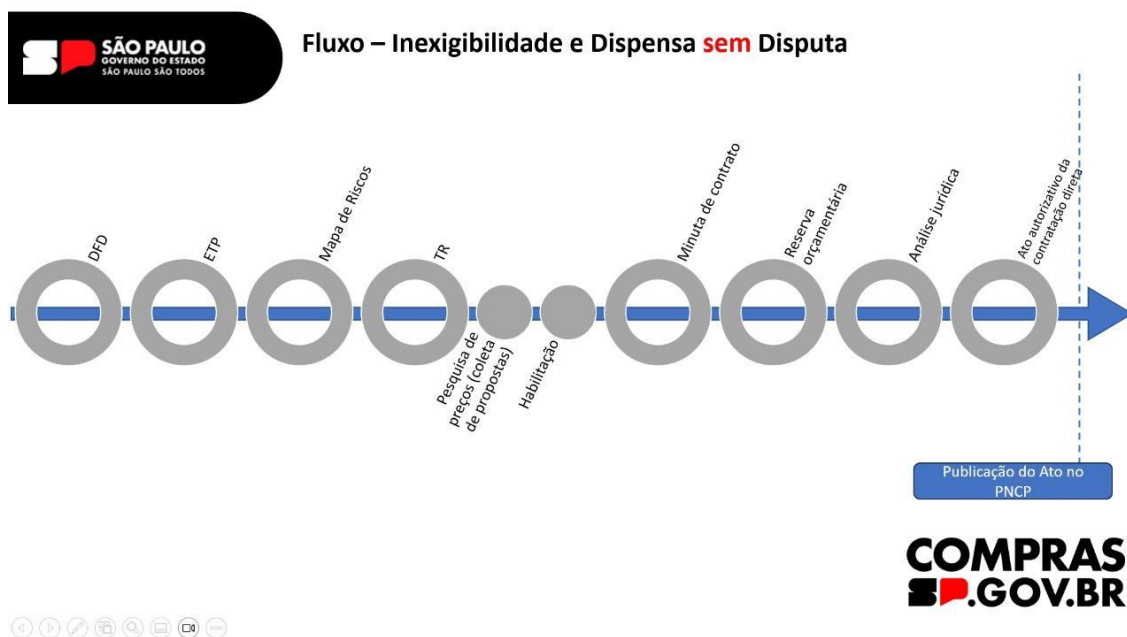 SÃO PAULO
GOVERNO DO ESTADO
SÃO PAULO SÃO TODOS
Fluxo – Inexigibilidade e Dispensa sem Disputa
DFD
ETP
Mapa de Riscos
TR
Pesquisa de
preços (coleta
de propostas)
Habilitação
Minuta de contrato
Reserva
orçamentária
Análise jurídica
Ato autorizativo da
contratação direta
Publicação do Ato no
PNCP
COMPRAS
SP.GOV.BR